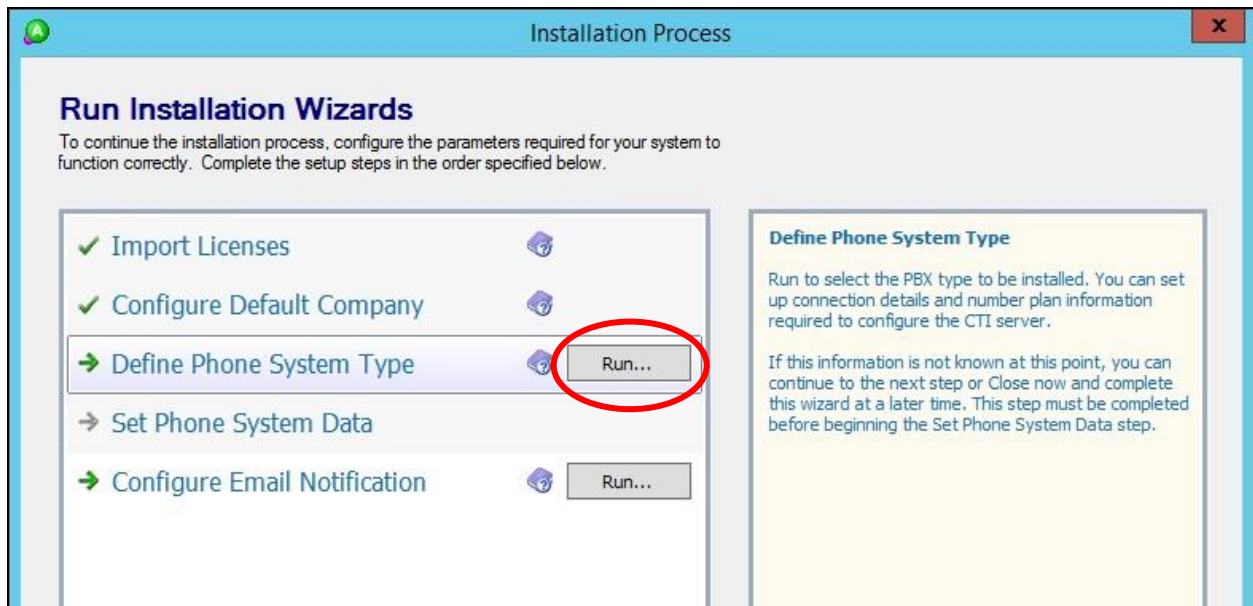 Installation Process
x
Run Installation Wizards
To continue the installation process, configure the parameters required for your system to
function correctly. Complete the setup steps in the order specified below.
Import Licenses
Configure Default Company
Define Phone System Type
Run...
Set Phone System Data
Configure Email Notification
Run...
Define Phone System Type
Run to select the PBX type to be installed. You can set
up connection details and number plan information
required to configure the CTI server.
If this information is not known at this point, you can
continue to the next step or Close now and complete
this wizard at a later time. This step must be completed
before beginning the Set Phone System Data step.